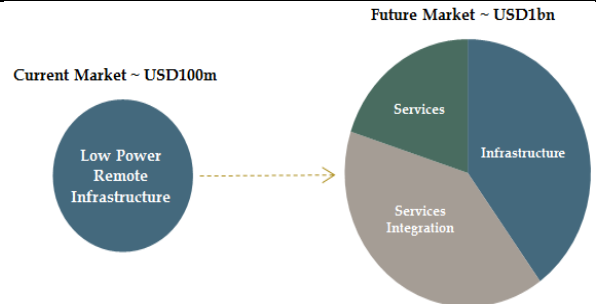 Future Market ~ USD1bn
Current Market ~ USD100m
Services
Infrastructure
Low Power
Remote
Infrastructure
Services
Integration